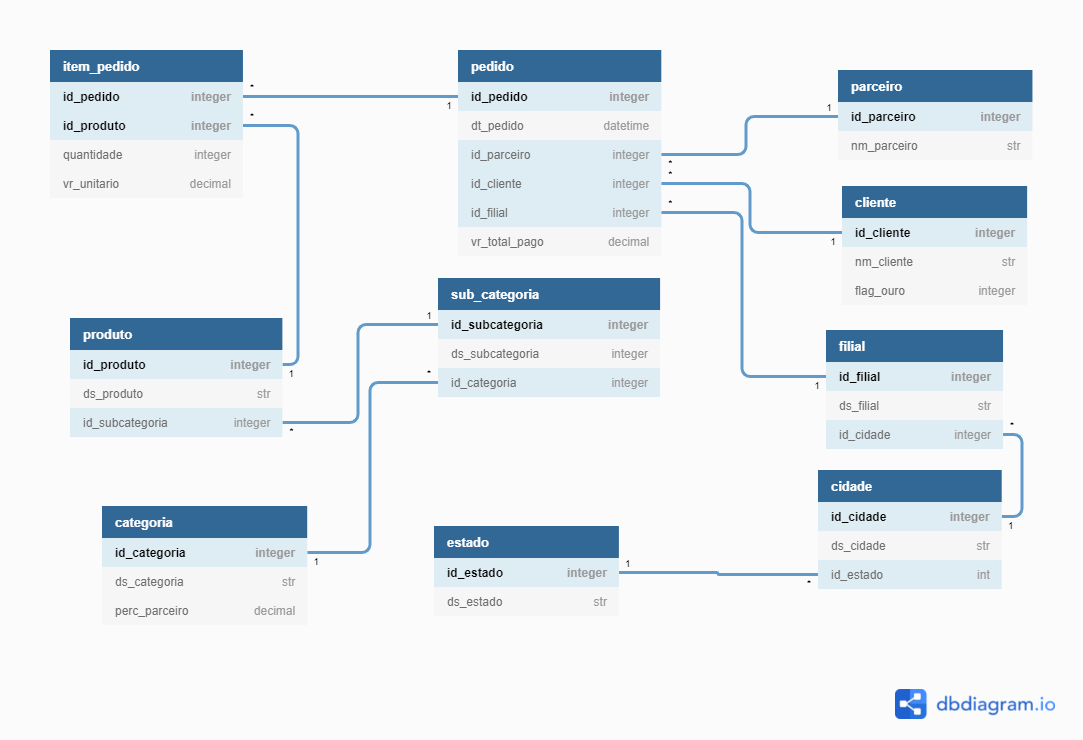 item_pedido
id_pedido integer
id_produto integer
quantidade integer
vr_unitario decimal
pedido
id_pedido integer
dt_pedido datetime
id_parceiro integer
id_cliente integer
id_filial integer
vr_total_pago decimal
parceiro
id_parceiro integer
nm_parceiro str
cliente
id_cliente integer
nm_cliente str
flag_ouro integer
sub_categoria
id_subcategoria integer
ds_subcategoria integer
id_categoria integer
produto
id_produto integer
ds_produto str
id_subcategoria integer
filial
id_filial integer
ds_filial str
id_cidade integer
cidade
id_cidade integer
ds_cidade str
id_estado int
categoria
id_categoria integer
ds_categoria str
perc_parceiro decimal
estado
id_estado integer
ds_estado str
* 1
* 1
* 1
* 1
* 1
* 1
* 1
* 1
1 *
dbdiagram.io